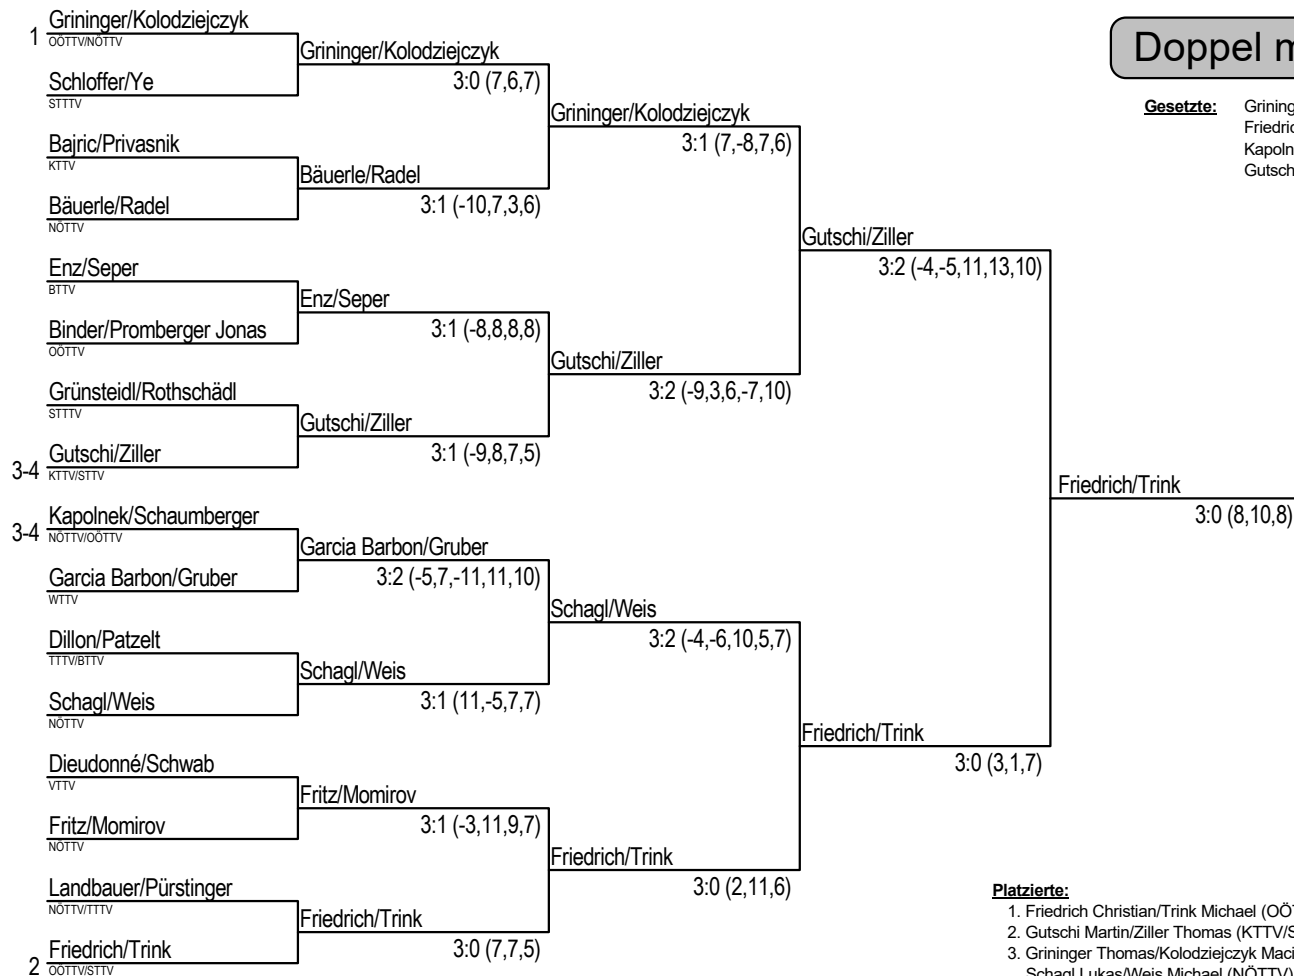 Grininger/Kolodziejczyk
1
OÖTTV/NÖTTV
Schloffer/Ye
STTTV
Bajric/Privasnik
KTTV
Bäuerle/Radel
NÖTTV
Enz/Seper
BTTV
Binder/Promberger Jonas
OÖTTV
Grünsteidl/Rothschädl
STTTV
Gutschi/Ziller
3-4
KTTV/STTV
Kapolnek/Schaumberger
3-4
NÖTTV/OÖTTV
Garcia Barbon/Gruber
WTTV
Dillon/Patzelt
TTTV/BTTV
Schagl/Weis
NÖTTV
Dieudonné/Schwab
VTTV
Fritz/Momirov
NÖTTV
Landbauer/Pürstinger
NÖTTV/TTTV
Friedrich/Trink
2
OÖTTV/STTV
Grininger/Kolodziejczyk
3:0 (7,6,7)
Bäuerle/Radel
3:1 (-10,7,3,6)
Enz/Seper
3:1 (-8,8,8,8)
Gutschi/Ziller
3:1 (-9,8,7,5)
Garcia Barbon/Gruber
3:2 (-5,7,-11,11,10)
Schagl/Weis
3:1 (11,-5,7,7)
Fritz/Momirov
3:1 (-3,11,9,7)
Friedrich/Trink
3:0 (7,7,5)
Grininger/Kolodziejczyk
3:1 (7,-8,7,6)
Gutschi/Ziller
3:2 (-9,3,6,-7,10)
Schagl/Weis
3:2 (-4,-6,10,5,7)
Friedrich/Trink
3:0 (2,11,6)
Gutschi/Ziller
3:2 (-4,-5,11,13,10)
Friedrich/Trink
3:0 (3,1,7)
Friedrich/Trink
3:0 (8,10,8)
Doppel m
Gesetzte: Grining
Friedric
Kapoln
Gutsch
Platzierte:
1. Friedrich Christian/Trink Michael (OÖT
2. Gutschi Martin/Ziller Thomas (KTTV/S
3. Grininger Thomas/Kolodziejczyk Maci
Schagl Lukas/Weis Michael (NÖTTV)